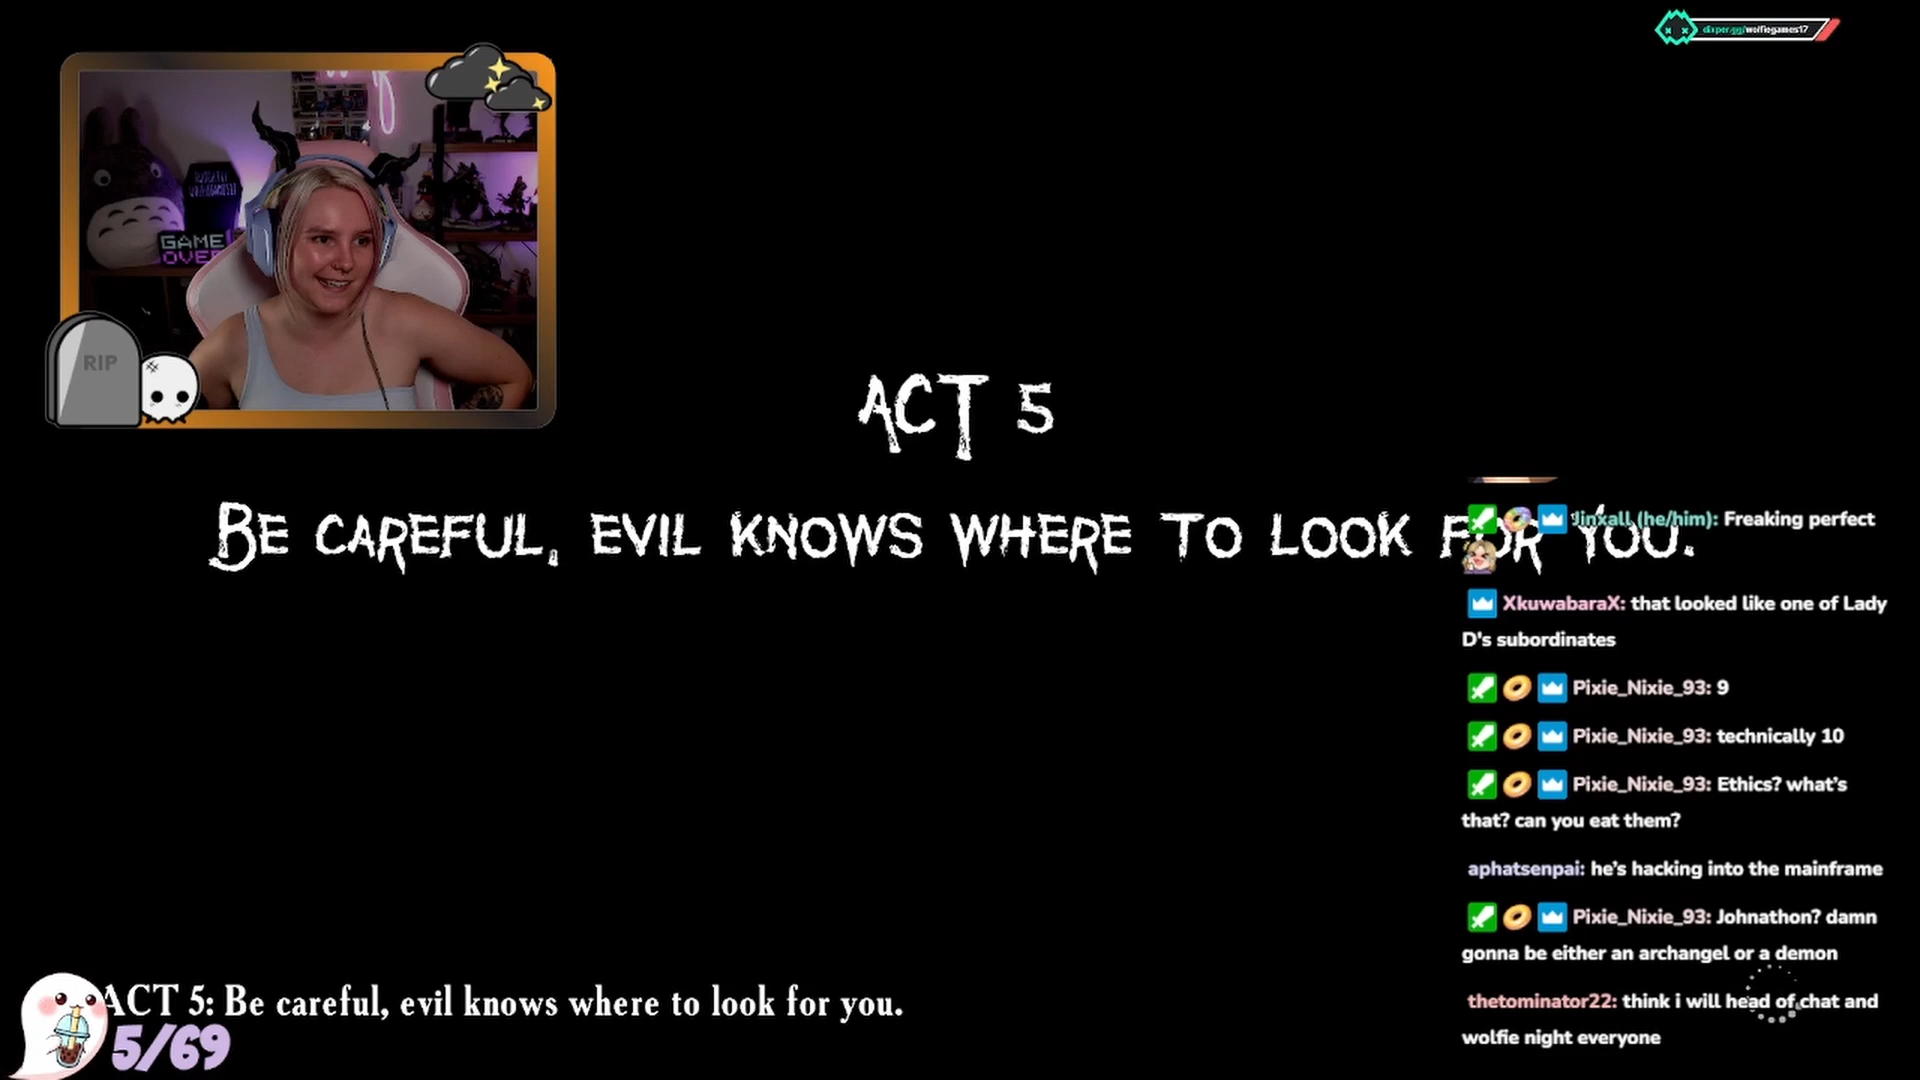 dixper.gg/wolfiegames17
GAME
OVER
RIP
ACT 5
BE CAREFUL, EVIL KNOWS WHERE TO LOOK FOR YOU.
Jinxall (he/him): Freaking perfect
XkuwabaraX: that looked like one of Lady
D's subordinates
Pixie_Nixie_93: 9
Pixie_Nixie_93: technically 10
Pixie_Nixie_93: Ethics? what's
that? can you eat them?
aphatsenpai: he's hacking into the mainframe
Pixie_Nixie_93: Johnathon? damn
gonna be either an archangel or a demon
thetominator22: think i will head of chat and
wolfie night everyone
ACT 5: Be careful, evil knows where to look for you.
5/69